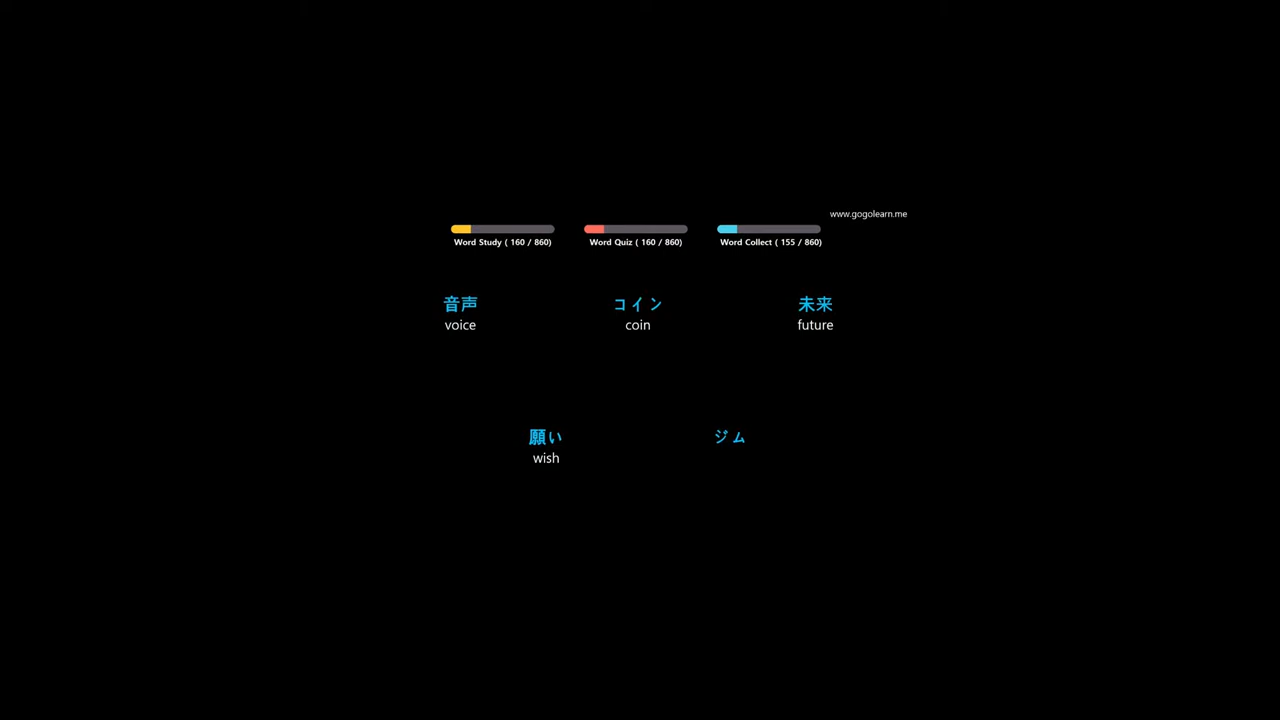 www.gogolearn.me
Word Study ( 160 / 860)
Word Quiz ( 160 / 860)
Word Collect ( 155 / 860)
音声
voice
コイン
coin
未来
future
願い
wish
ジム